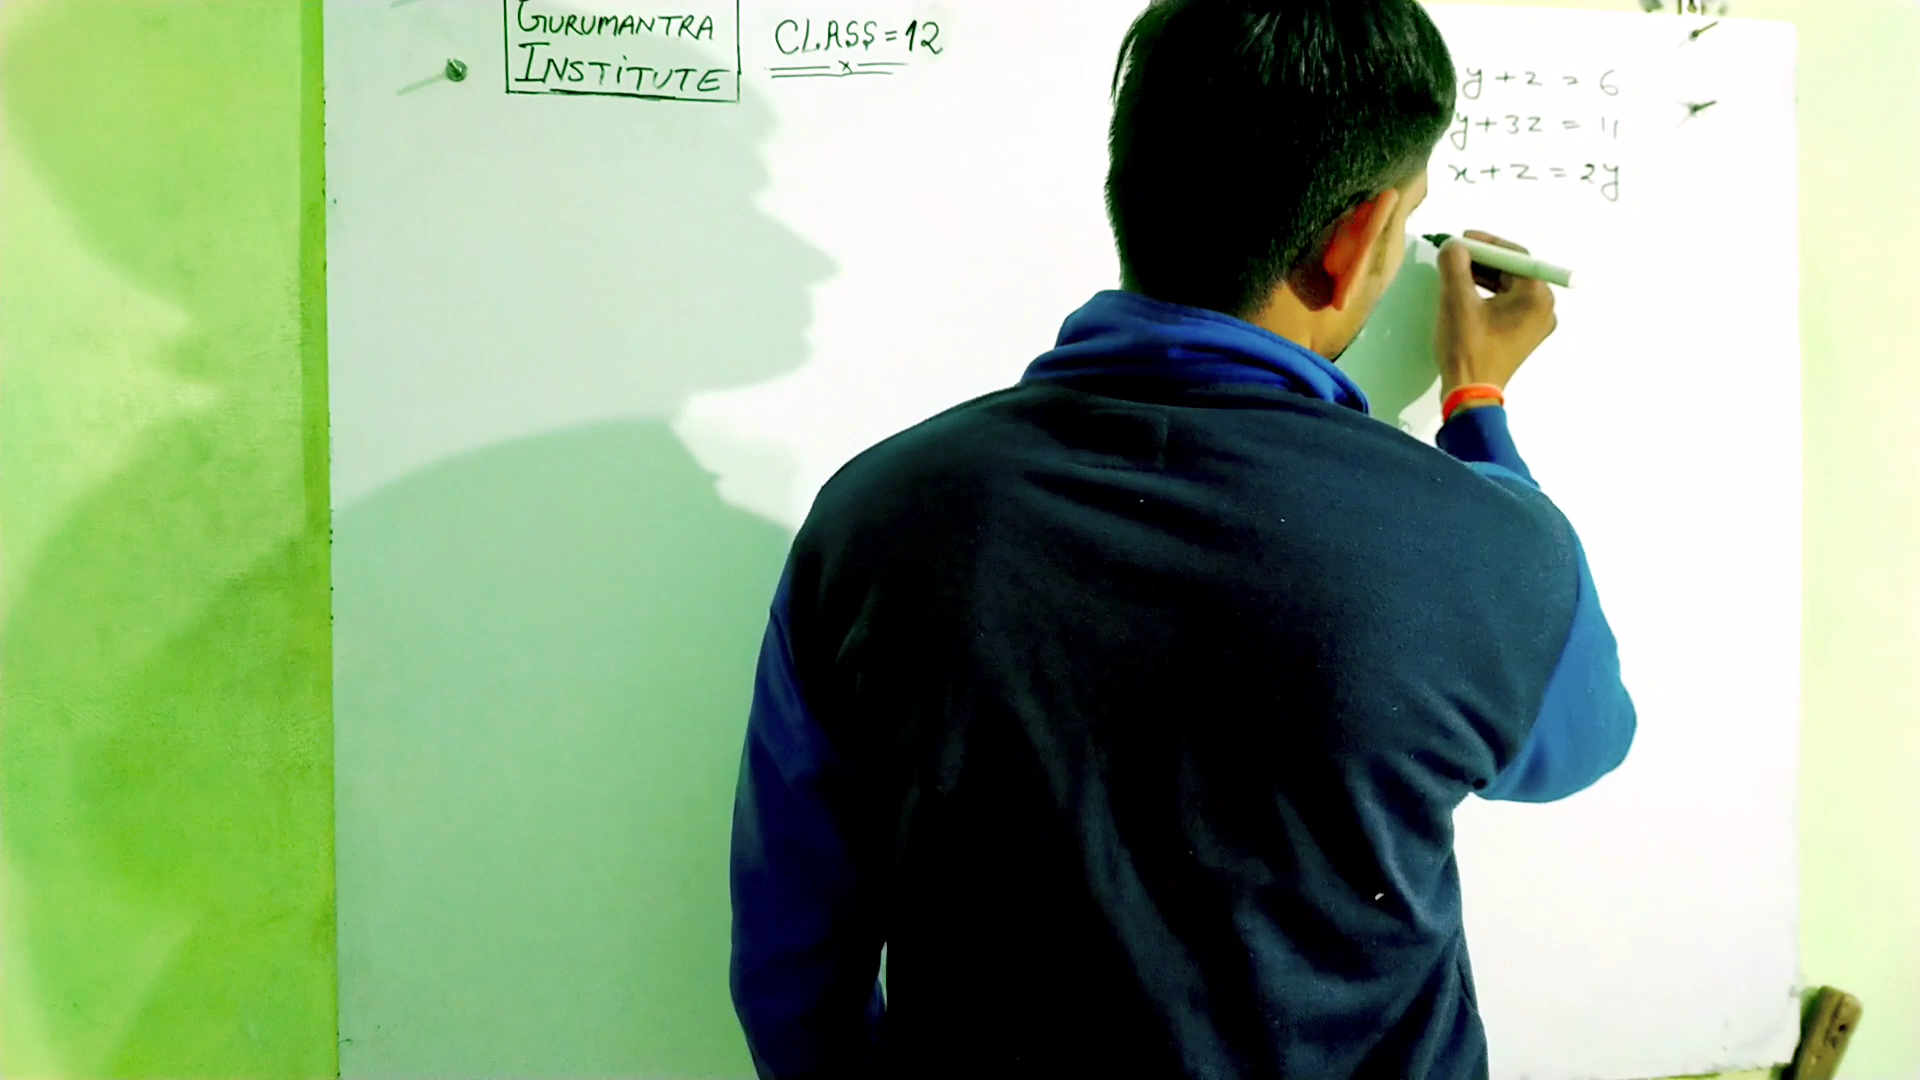 GURUMANTRA
INSTITUTE
CLASS = 12
y + z = 6
y + 3z = 11
x + z = 2y